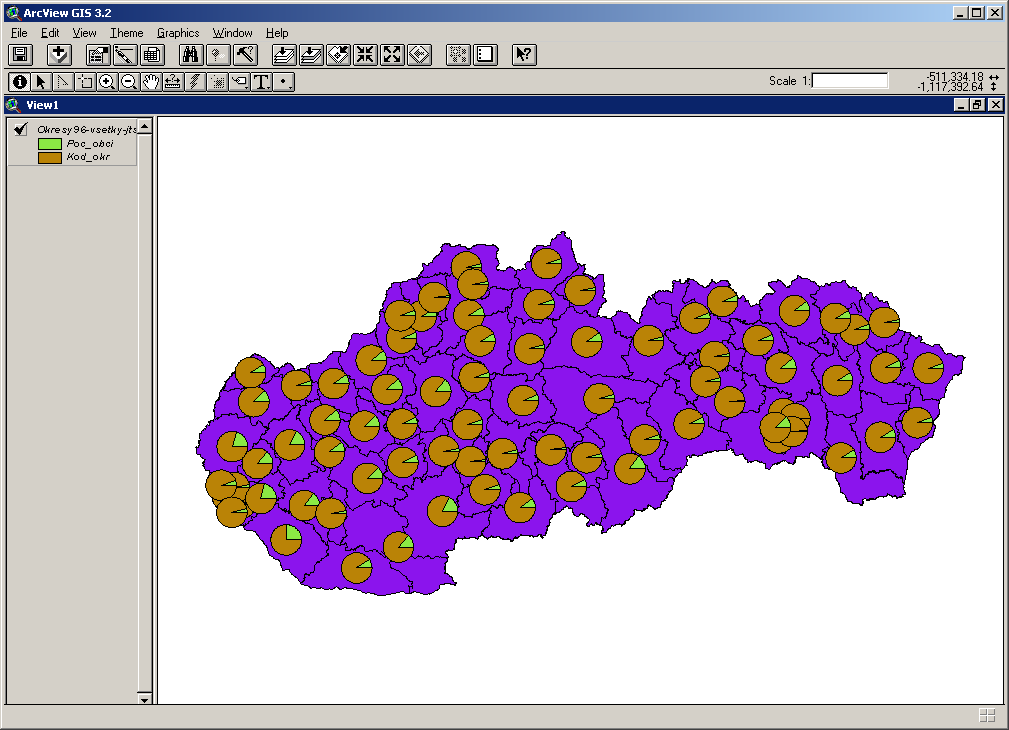 ArcView GIS 3.2
File Edit View Theme Graphics Window Help
Scale 1:
-511,334.18
-1,117,392.64
View1
Okresy96-vsetky-jts
Poc_obci
Kod_okr